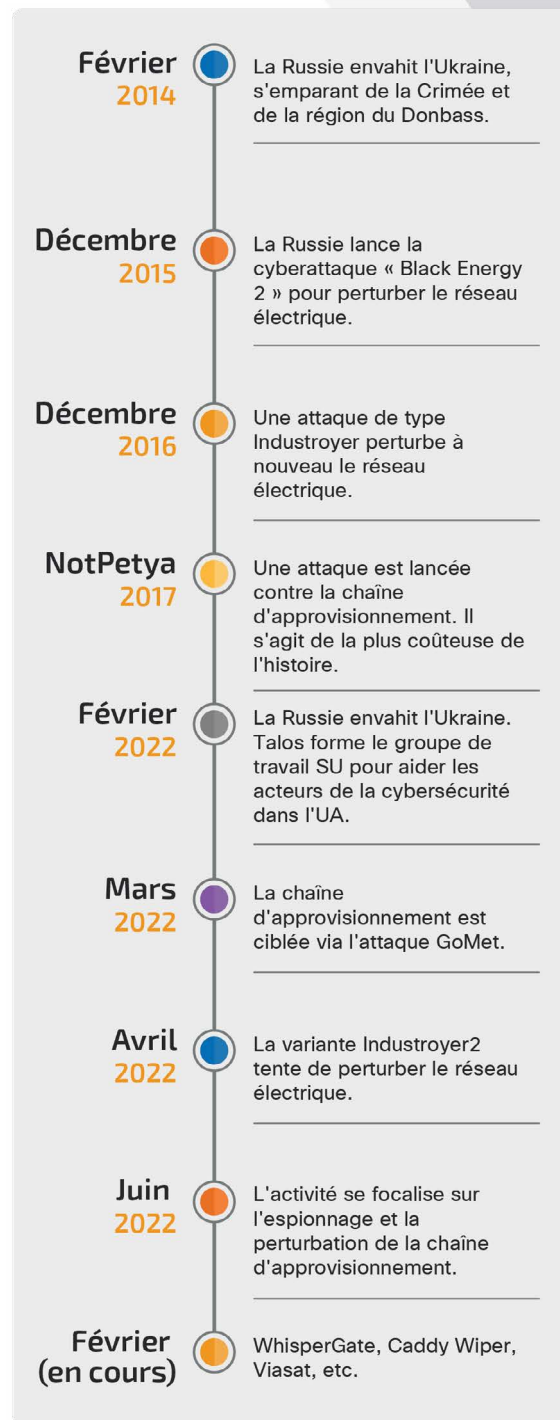 Février
2014
La Russie envahit l'Ukraine,
s'emparant de la Crimée et
de la région du Donbass.
Décembre
2015
La Russie lance la
cyberattaque « Black Energy
2 » pour perturber le réseau
électrique.
Décembre
2016
Une attaque de type
Industroyer perturbe à
nouveau le réseau
électrique.
NotPetya
2017
Une attaque est lancée
contre la chaîne
d'approvisionnement. Il
s'agit de la plus coûteuse de
l'histoire.
Février
2022
La Russie envahit l'Ukraine.
Talos forme le groupe de
travail SU pour aider les
acteurs de la cybersécurité
dans l'UA.
Mars
2022
La chaîne
d'approvisionnement est
ciblée via l'attaque GoMet.
Avril
2022
La variante Industroyer2
tente de perturber le réseau
électrique.
Juin
2022
L'activité se focalise sur
l'espionnage et la
perturbation de la chaîne
d'approvisionnement.
Février
(en cours)
WhisperGate, Caddy Wiper,
Viasat, etc.